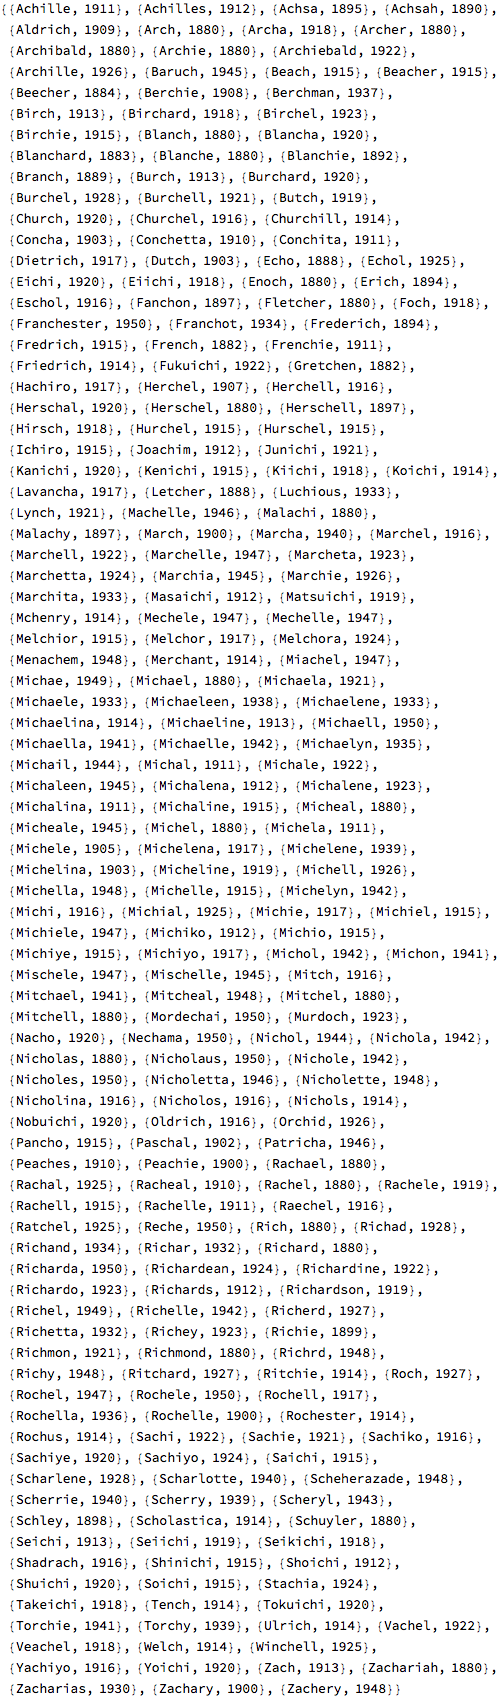 {{Achille, 1911}, {Achilles, 1912}, {Achsa, 1895}, {Achsah, 1890},
{Aldrich, 1909}, {Arch, 1880}, {Archa, 1918}, {Archer, 1880},
{Archibald, 1880}, {Archie, 1880}, {Archiebald, 1922},
{Archille, 1926}, {Baruch, 1945}, {Beach, 1915}, {Beacher, 1915},
{Beecher, 1884}, {Berchie, 1908}, {Berchman, 1937},
{Birch, 1913}, {Birchard, 1918}, {Birchel, 1923},
{Birchie, 1915}, {Blanch, 1880}, {Blancha, 1920},
{Blanchard, 1883}, {Blanche, 1880}, {Blanchie, 1892},
{Branch, 1889}, {Burch, 1913}, {Burchard, 1920},
{Burchel, 1928}, {Burchell, 1921}, {Butch, 1919},
{Church, 1920}, {Churchel, 1916}, {Churchill, 1914},
{Concha, 1903}, {Conchetta, 1910}, {Conchita, 1911},
{Dietrich, 1917}, {Dutch, 1903}, {Echo, 1888}, {Echol, 1925},
{Eichi, 1920}, {Eiichi, 1918}, {Enoch, 1880}, {Erich, 1894},
{Eschol, 1916}, {Fanchon, 1897}, {Fletcher, 1880}, {Foch, 1918},
{Franchester, 1950}, {Franchot, 1934}, {Frederich, 1894},
{Fredrich, 1915}, {French, 1882}, {Frenchie, 1911},
{Friedrich, 1914}, {Fukuichi, 1922}, {Gretchen, 1882},
{Hachiro, 1917}, {Herchel, 1907}, {Herchell, 1916},
{Herschal, 1920}, {Herschel, 1880}, {Herschell, 1897},
{Hirsch, 1918}, {Hurchel, 1915}, {Hurschel, 1915},
{Ichiro, 1915}, {Joachim, 1912}, {Junichi, 1921},
{Kanichi, 1920}, {Kenichi, 1915}, {Kiichi, 1918}, {Koichi, 1914},
{Lavancha, 1917}, {Letcher, 1888}, {Luchious, 1933},
{Lynch, 1921}, {Machelle, 1946}, {Malachi, 1880},
{Malachy, 1897}, {March, 1900}, {Marcha, 1940}, {Marchel, 1916},
{Marchell, 1922}, {Marchelle, 1947}, {Marcheta, 1923},
{Marchetta, 1924}, {Marchia, 1945}, {Marchie, 1926},
{Marchita, 1933}, {Masaichi, 1912}, {Matsuichi, 1919},
{Mchenry, 1914}, {Mechele, 1947}, {Mechelle, 1947},
{Melchior, 1915}, {Melchor, 1917}, {Melchora, 1924},
{Menachem, 1948}, {Merchant, 1914}, {Miachel, 1947},
{Michae, 1949}, {Michael, 1880}, {Michaela, 1921},
{Michaele, 1933}, {Michaeleen, 1938}, {Michaelene, 1933},
{Michaelina, 1914}, {Michaeline, 1913}, {Michaell, 1950},
{Michaella, 1941}, {Michaelle, 1942}, {Michaelyn, 1935},
{Michail, 1944}, {Michal, 1911}, {Michale, 1922},
{Michaleen, 1945}, {Michalena, 1912}, {Michalene, 1923},
{Michalina, 1911}, {Michaline, 1915}, {Micheal, 1880},
{Micheale, 1945}, {Michel, 1880}, {Michela, 1911},
{Michele, 1905}, {Michelena, 1917}, {Michelene, 1939},
{Michelina, 1903}, {Micheline, 1919}, {Michell, 1926},
{Michella, 1948}, {Michelle, 1915}, {Michelyn, 1942},
{Michi, 1916}, {Michial, 1925}, {Michie, 1917}, {Michiel, 1915},
{Michiele, 1947}, {Michiko, 1912}, {Michio, 1915},
{Michiye, 1915}, {Michiyo, 1917}, {Michol, 1942}, {Michon, 1941},
{Mischele, 1947}, {Mischelle, 1945}, {Mitch, 1916},
{Mitchael, 1941}, {Mitcheal, 1948}, {Mitchel, 1880},
{Mitchell, 1880}, {Mordechai, 1950}, {Murdoch, 1923},
{Nacho, 1920}, {Nechama, 1950}, {Nichol, 1944}, {Nichola, 1942},
{Nicholas, 1880}, {Nicholaus, 1950}, {Nichole, 1942},
{Nicholes, 1950}, {Nicholetta, 1946}, {Nicholette, 1948},
{Nicholina, 1916}, {Nicholos, 1916}, {Nichols, 1914},
{Nobuichi, 1920}, {Oldrich, 1916}, {Orchid, 1926},
{Pancho, 1915}, {Paschal, 1902}, {Patricha, 1946},
{Peaches, 1910}, {Peachie, 1900}, {Rachael, 1880},
{Rachal, 1925}, {Racheal, 1910}, {Rachel, 1880}, {Rachele, 1919},
{Rachell, 1915}, {Rachelle, 1911}, {Raechel, 1916},
{Ratchel, 1925}, {Reche, 1950}, {Rich, 1880}, {Richad, 1928},
{Richand, 1934}, {Richar, 1932}, {Richard, 1880},
{Richarda, 1950}, {Richardean, 1924}, {Richardine, 1922},
{Richardo, 1923}, {Richards, 1912}, {Richardson, 1919},
{Richel, 1949}, {Richelle, 1942}, {Richerd, 1927},
{Richetta, 1932}, {Richey, 1923}, {Richie, 1899},
{Richmon, 1921}, {Richmond, 1880}, {Richrd, 1948},
{Richy, 1948}, {Ritchard, 1927}, {Ritchie, 1914}, {Roch, 1927},
{Rochel, 1947}, {Rochele, 1950}, {Rochell, 1917},
{Rochella, 1936}, {Rochelle, 1900}, {Rochester, 1914},
{Rochus, 1914}, {Sachi, 1922}, {Sachie, 1921}, {Sachiko, 1916},
{Sachiye, 1920}, {Sachiyo, 1924}, {Saichi, 1915},
{Scharlene, 1928}, {Scharlotte, 1940}, {Scheherazade, 1948},
{Scherrie, 1940}, {Scherry, 1939}, {Scheryl, 1943},
{Schley, 1898}, {Scholastica, 1914}, {Schuyler, 1880},
{Seichi, 1913}, {Seiichi, 1919}, {Seikichi, 1918},
{Shadrach, 1916}, {Shinichi, 1915}, {Shoichi, 1912},
{Shuichi, 1920}, {Soichi, 1915}, {Stachia, 1924},
{Takeichi, 1918}, {Tench, 1914}, {Tokuichi, 1920},
{Torchie, 1941}, {Torchy, 1939}, {Ulrich, 1914}, {Vachel, 1922},
{Veachel, 1918}, {Welch, 1914}, {Winchell, 1925},
{Yachiyo, 1916}, {Yoichi, 1920}, {Zach, 1913}, {Zachariah, 1880},
{Zacharias, 1930}, {Zachary, 1900}, {Zachery, 1948}}